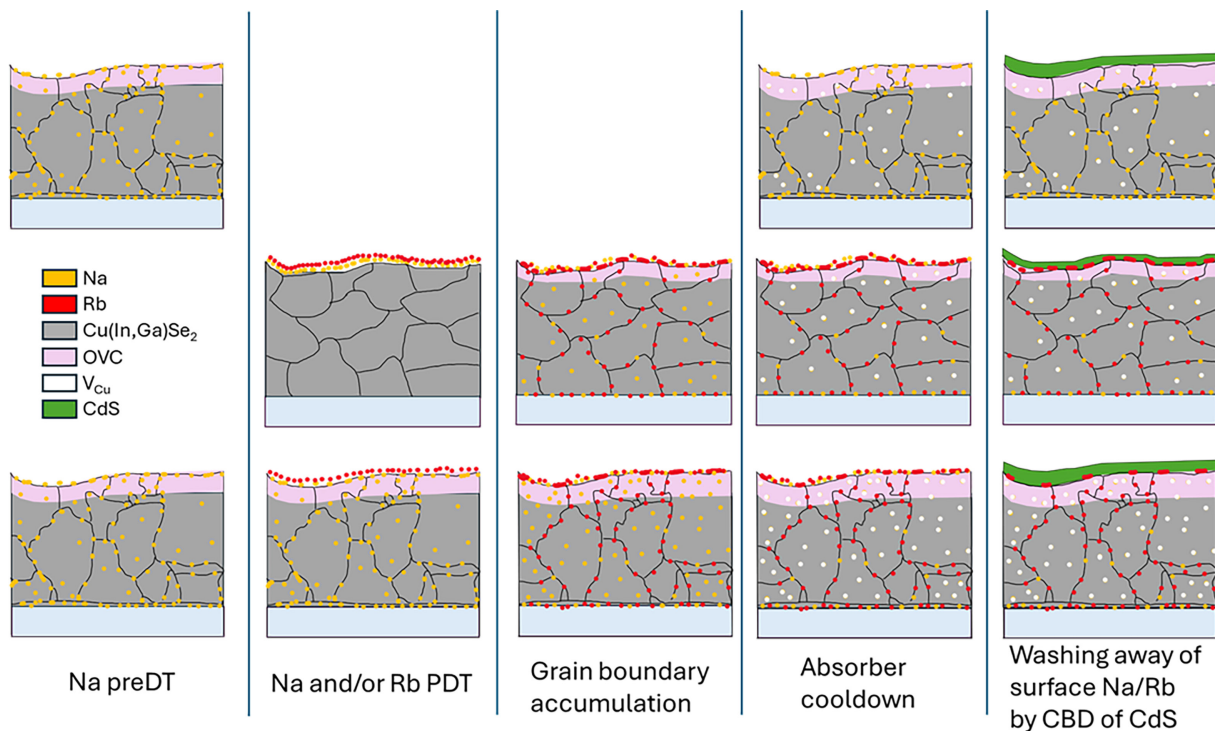 Na
Rb
Cu(In,Ga)Se₂
OVC
V_Cu
CdS
Na preDT
Na and/or Rb PDT
Grain boundary
accumulation
Absorber
cooldown
Washing away of
surface Na/Rb
by CBD of CdS